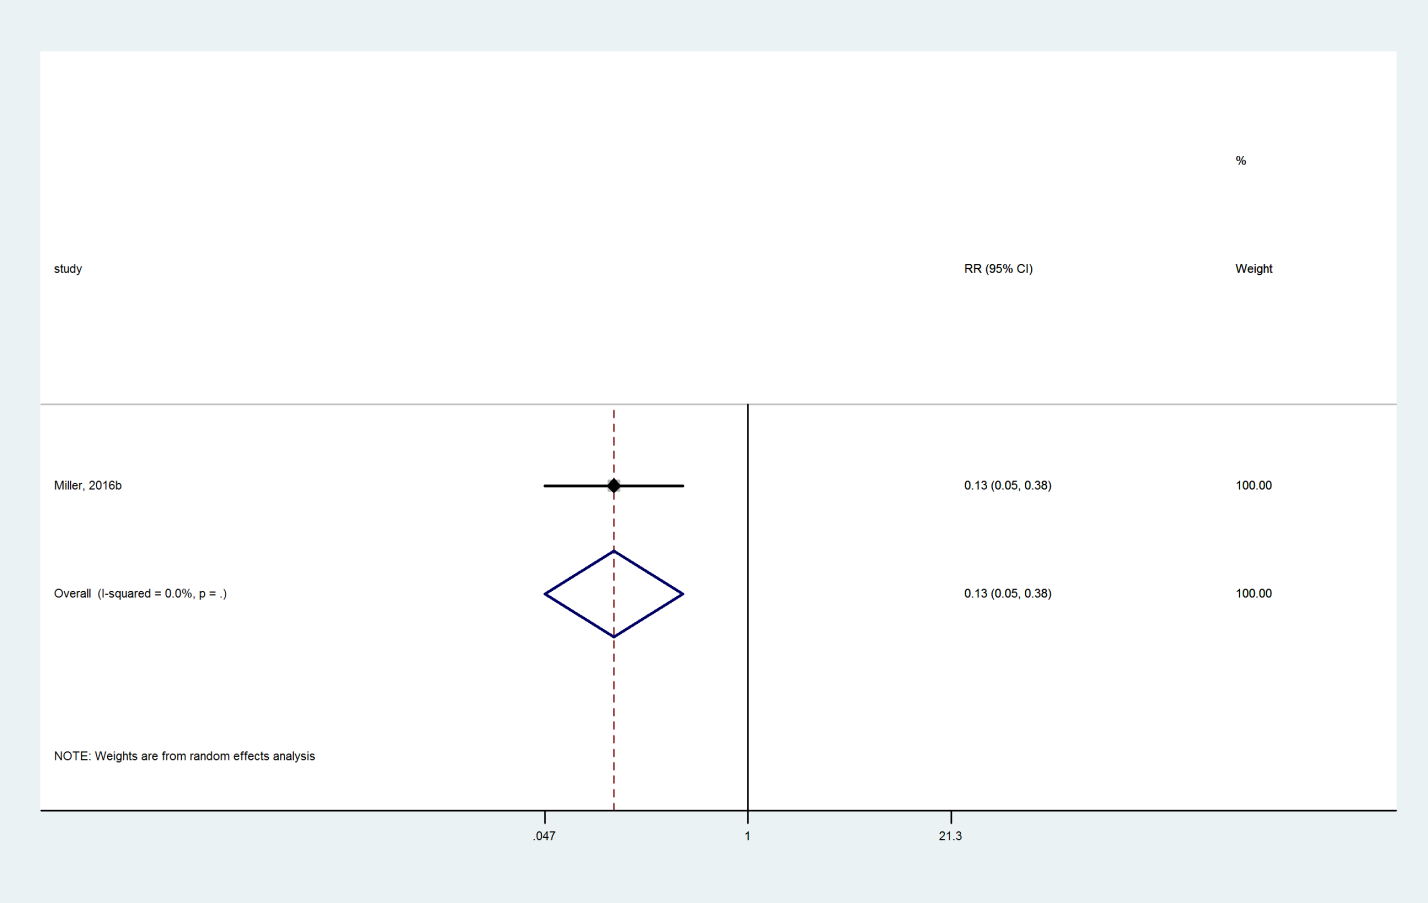 %
study RR (95% CI) Weight
Miller, 2016b 0.13 (0.05, 0.38) 100.00
Overall (I-squared = 0.0%, p = .) 0.13 (0.05, 0.38) 100.00
NOTE: Weights are from random effects analysis
.047 1 21.3